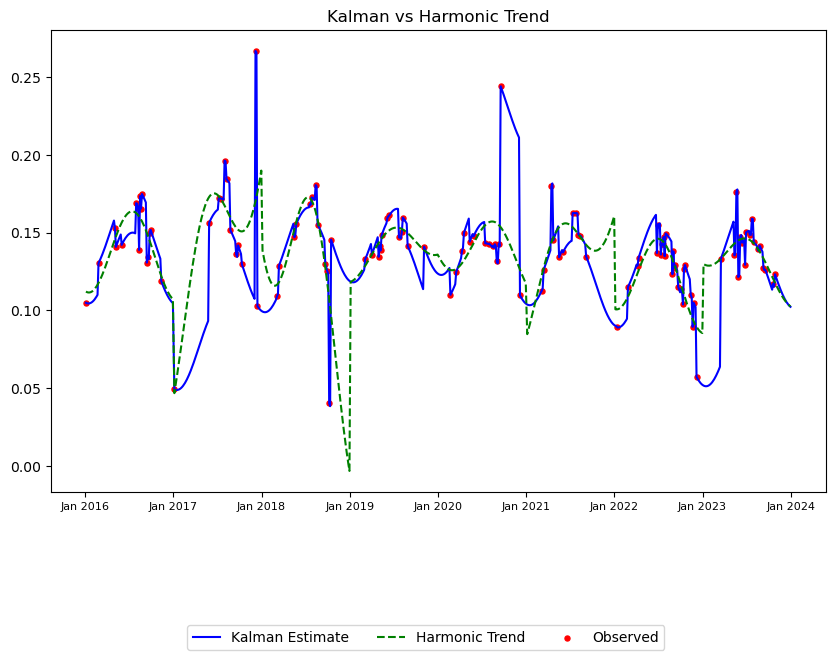 Kalman vs Harmonic Trend
0.25
0.20
0.15
0.10
0.05
0.00
Jan 2016 Jan 2017 Jan 2018 Jan 2019 Jan 2020 Jan 2021 Jan 2022 Jan 2023 Jan 2024
Kalman Estimate Harmonic Trend Observed